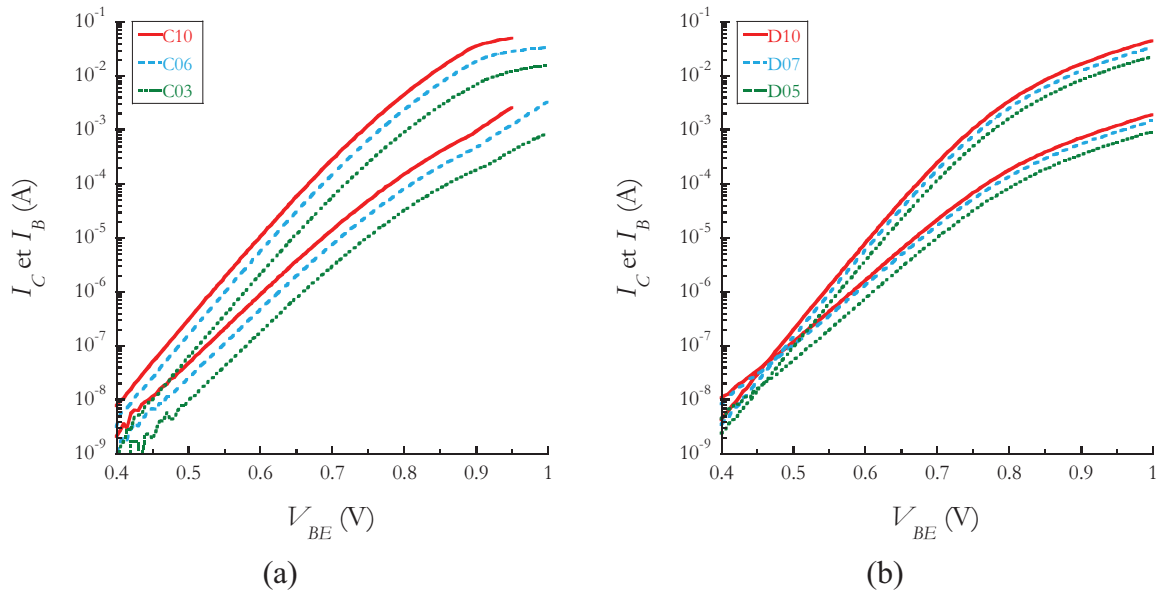 C10
C06
C03
10⁻¹
10⁻²
10⁻³
10⁻⁴
10⁻⁵
10⁻⁶
10⁻⁷
10⁻⁸
10⁻⁹
I_C et I_B (A)
0.4 0.5 0.6 0.7 0.8 0.9 1
V_BE (V)
(a)
D10
D07
D05
10⁻¹
10⁻²
10⁻³
10⁻⁴
10⁻⁵
10⁻⁶
10⁻⁷
10⁻⁸
10⁻⁹
I_C et I_B (A)
0.4 0.5 0.6 0.7 0.8 0.9 1
V_BE (V)
(b)